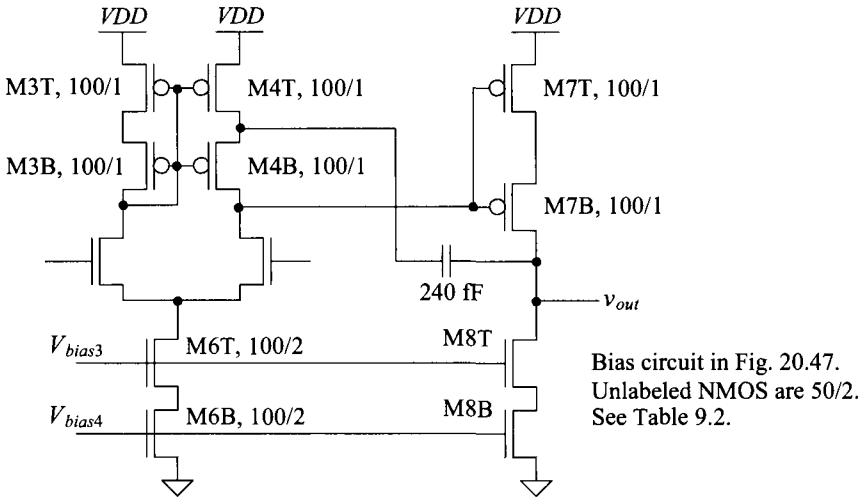 VDD VDD VDD
M3T, 100/1 M4T, 100/1 M7T, 100/1
M3B, 100/1 M4B, 100/1 M7B, 100/1
240 fF
v_out
V_bias3 M6T, 100/2 M8T
V_bias4 M6B, 100/2 M8B
Bias circuit in Fig. 20.47.
Unlabeled NMOS are 50/2.
See Table 9.2.